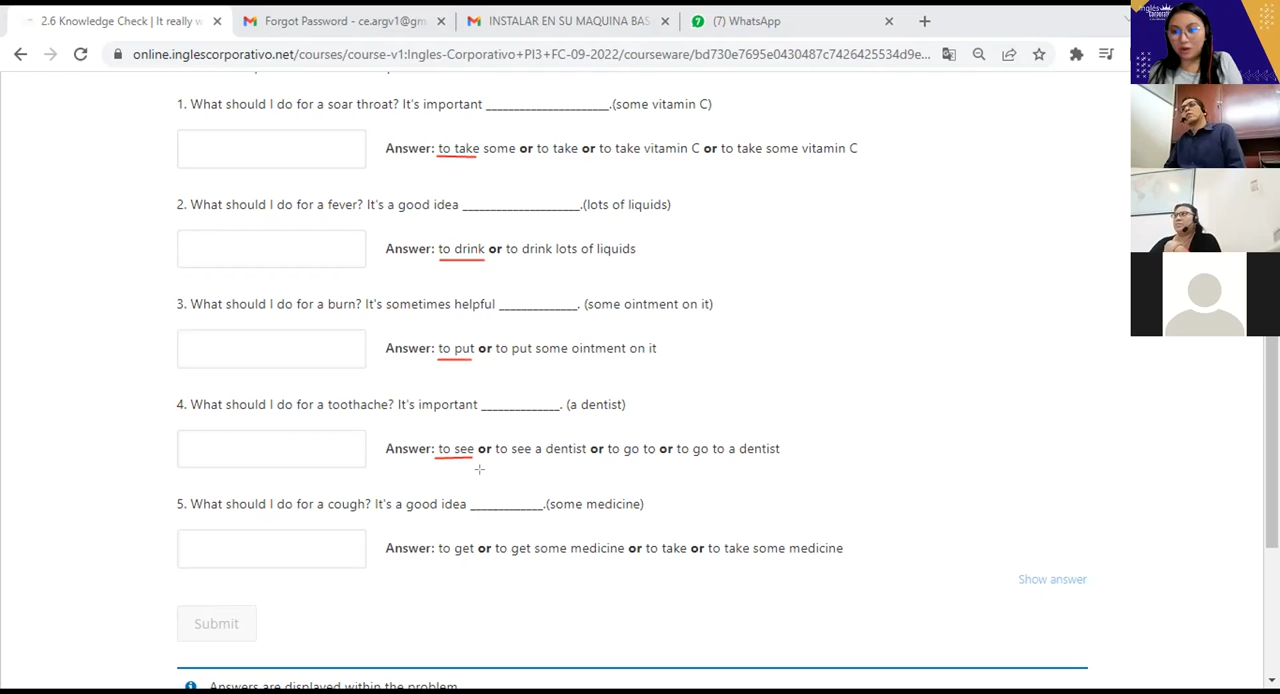 2.6 Knowledge Check | It really w
Forgot Password - ce.argv1@gm
INSTALAR EN SU MAQUINA BAS
(7) WhatsApp
online.inglescorporativo.net/courses/course-v1:Ingles-Corporativo+PI3+FC-09-2022/courseware/bd730e7695e0430487c7426425534d9e...
1. What should I do for a soar throat? It's important ______________________.(some vitamin C)
Answer: to take some or to take or to take vitamin C or to take some vitamin C
2. What should I do for a fever? It's a good idea _____________________.(lots of liquids)
Answer: to drink or to drink lots of liquids
3. What should I do for a burn? It's sometimes helpful ______________. (some ointment on it)
Answer: to put or to put some ointment on it
4. What should I do for a toothache? It's important ______________. (a dentist)
Answer: to see or to see a dentist or to go to or to go to a dentist
5. What should I do for a cough? It's a good idea _____________.(some medicine)
Answer: to get or to get some medicine or to take or to take some medicine
Show answer
Submit
Answers are displayed within the problem